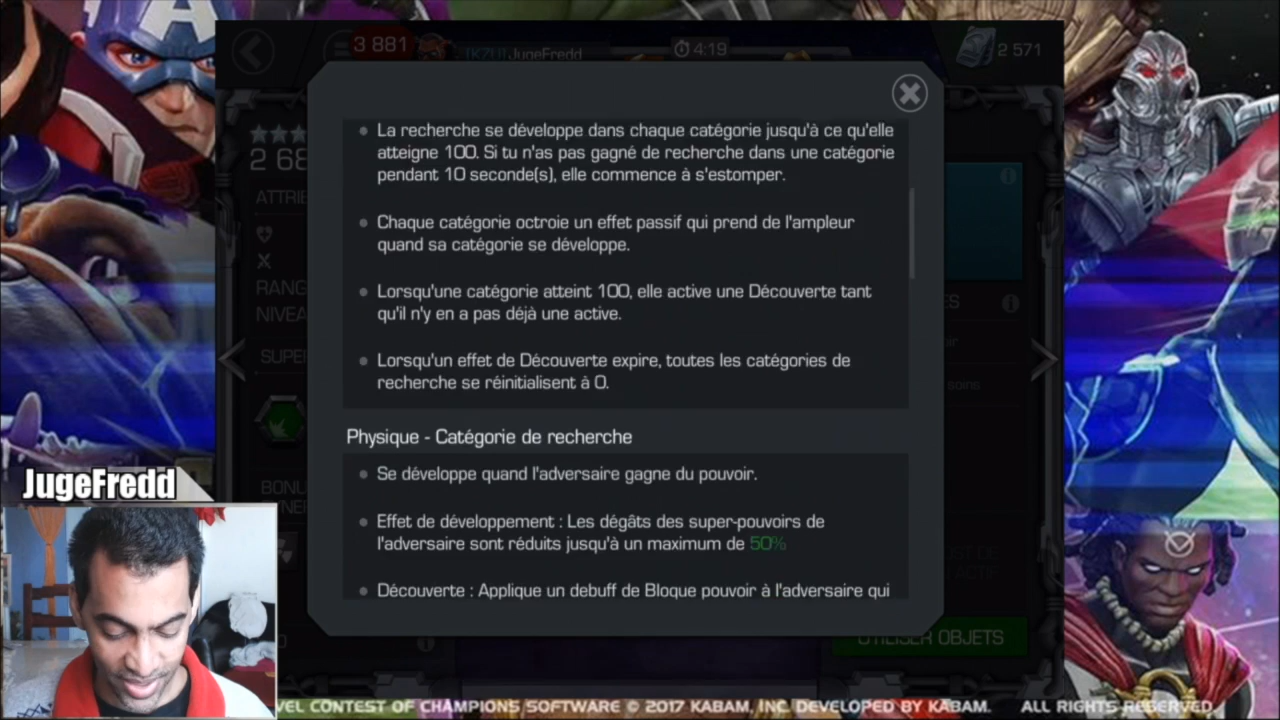 3 881
[KZU] JugeFredd
4:19
2 571
2 68
ATTRIB
X
RANG
NIVEA
SUPE
BONU
La recherche se développe dans chaque catégorie jusqu'à ce qu'elle
atteigne 100. Si tu n'as pas gagné de recherche dans une catégorie
pendant 10 seconde(s), elle commence à s'estomper.
Chaque catégorie octroie un effet passif qui prend de l'ampleur
quand sa catégorie se développe.
Lorsqu'une catégorie atteint 100, elle active une Découverte tant
qu'il n'y en a pas déjà une active.
Lorsqu'un effet de Découverte expire, toutes les catégories de
recherche se réinitialisent à 0.
Physique - Catégorie de recherche
Se développe quand l'adversaire gagne du pouvoir.
Effet de développement : Les dégâts des super-pouvoirs de
l'adversaire sont réduits jusqu'à un maximum de 50%
Découverte : Applique un debuff de Bloque pouvoir à l'adversaire qui
UTILISER OBJETS
JugeFredd
VEL CONTEST OF CHAMPIONS SOFTWARE © 2017 KABAM, INC. DEVELOPED BY KABAM. ALL RIGHTS RESERVED.